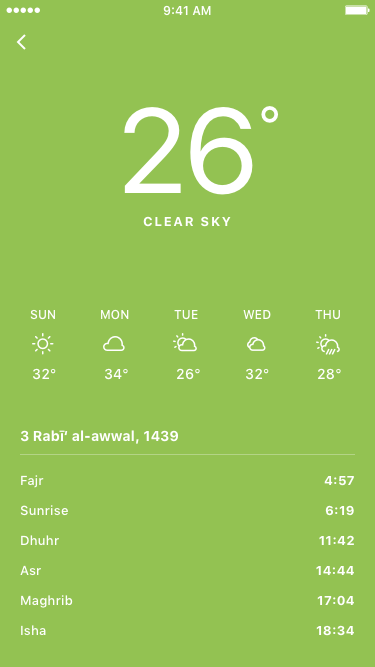 9:41 AM
26°
CLEAR SKY
SUN MON TUE WED THU
32° 34° 26° 32° 28°
3 Rabī’ al-awwal, 1439
Fajr 4:57
Sunrise 6:19
Dhuhr 11:42
Asr 14:44
Maghrib 17:04
Isha 18:34